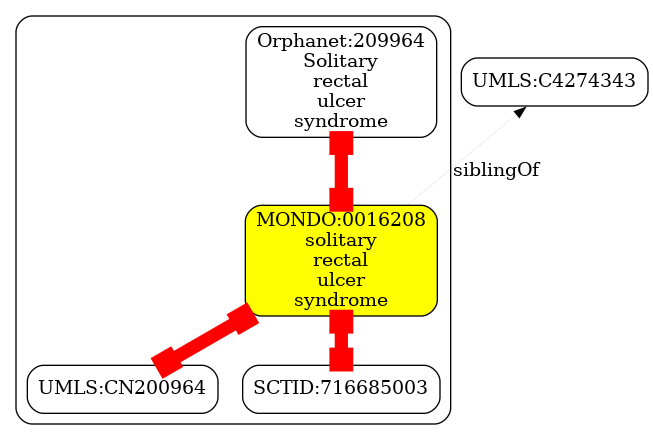 Orphanet:209964
Solitary
rectal
ulcer
syndrome
UMLS:C4274343
siblingOf
MONDO:0016208
solitary
rectal
ulcer
syndrome
UMLS:CN200964
SCTID:716685003